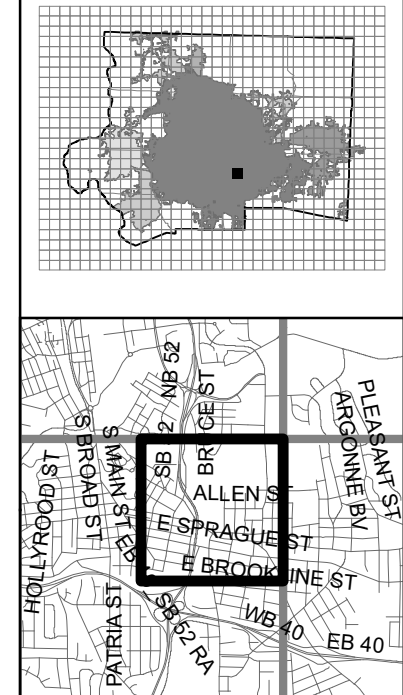 NB 52
SB
BRUCE ST
PLEASANT ST
ARGONNE BV
S BROAD ST
S MAIN ST
HOLLYROOD ST
ALLEN ST
E SPRAGUE ST
EB
E BROOKLINE ST
PATRIA ST
SB 52 RA
WB 40
EB 40